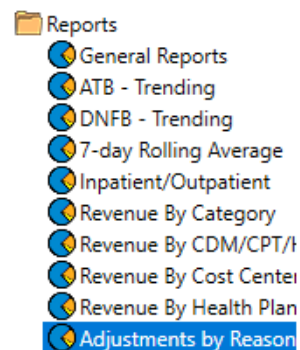 Reports
General Reports
ATB - Trending
DNFB - Trending
7-day Rolling Average
Inpatient/Outpatient
Revenue By Category
Revenue By CDM/CPT/
Revenue By Cost Center
Revenue By Health Plan
Adjustments by Reason